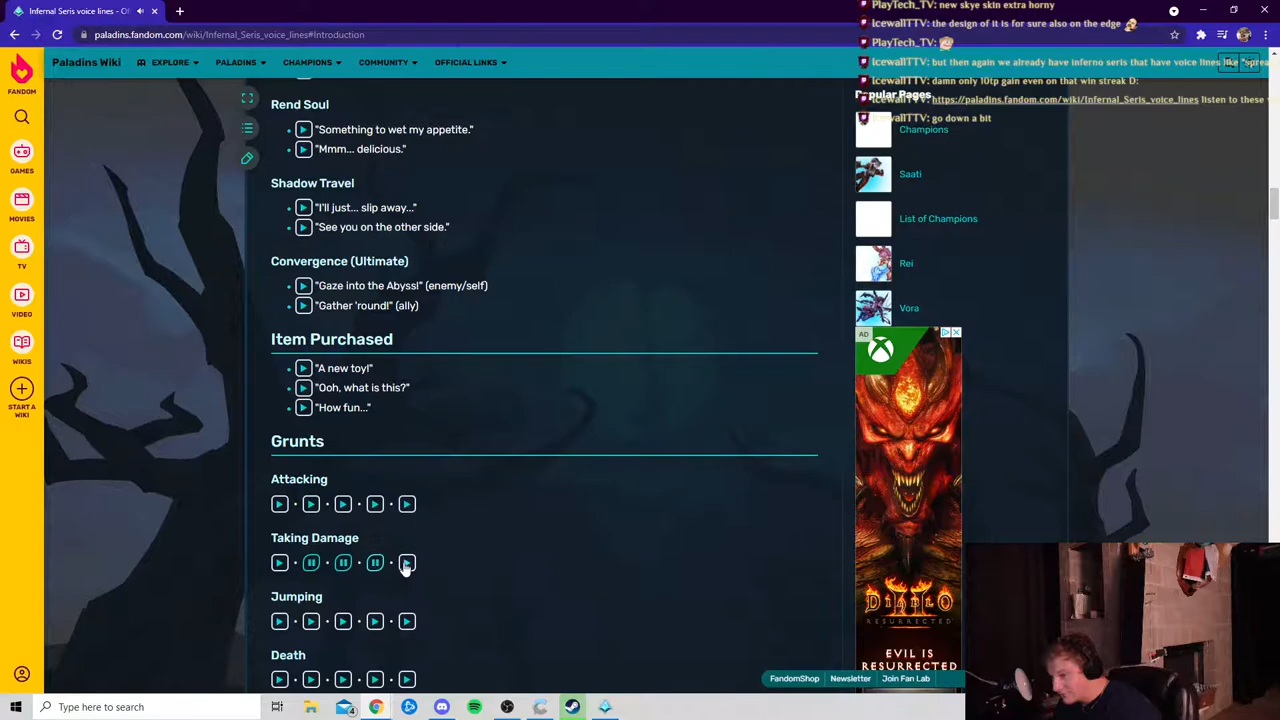 Infernal Seris voice lines - Of
paladins.fandom.com/wiki/Infernal_Seris_voice_lines#Introduction
PlayTech_TV: new skye skin extra horny
IcewallTTV: the design of it is for sure also on the edge
PlayTech_TV:
IcewallTTV: but then again we already have inferno seris that have voice lines like "sprea
IcewallTTV: damn only 10tp gain even on that win streak D:
IcewallTTV: https://paladins.fandom.com/wiki/Infernal_Seris_voice_lines listen to these v
IcewallTTV: go down a bit
Paladins Wiki
EXPLORE
PALADINS
CHAMPIONS
COMMUNITY
OFFICIAL LINKS
FANDOM
GAMES
MOVIES
TV
VIDEO
WIKIS
START A
WIKI
Rend Soul
"Something to wet my appetite."
"Mmm... delicious."
Shadow Travel
"I'll just... slip away..."
"See you on the other side."
Convergence (Ultimate)
"Gaze into the Abyss!" (enemy/self)
"Gather 'round!" (ally)
Item Purchased
"A new toy!"
"Ooh, what is this?"
"How fun..."
Grunts
Attacking
Taking Damage
Jumping
Death
Popular Pages
Champions
Saati
List of Champions
Rei
Vora
AD
DIABLO
II
RESURRECTED
EVIL IS
RESURRECTED
FandomShop
Newsletter
Join Fan Lab
Type here to search